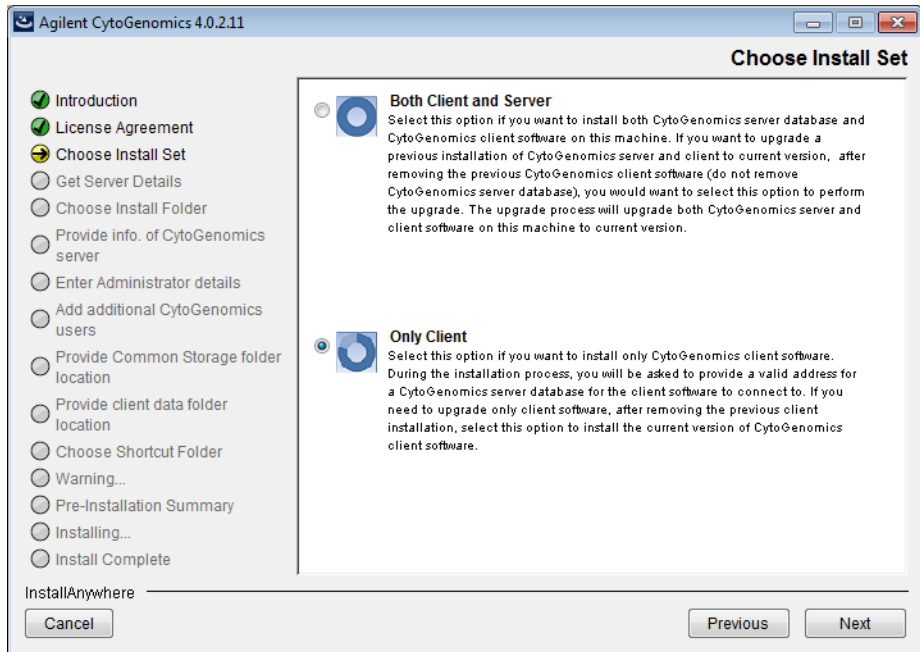 Agilent CytoGenomics 4.0.2.11
Choose Install Set
Introduction
License Agreement
Choose Install Set
Get Server Details
Choose Install Folder
Provide info. of CytoGenomics
server
Enter Administrator details
Add additional CytoGenomics
users
Provide Common Storage folder
location
Provide client data folder
location
Choose Shortcut Folder
Warning...
Pre-Installation Summary
Installing...
Install Complete
Both Client and Server
Select this option if you want to install both CytoGenomics server database and
CytoGenomics client software on this machine. If you want to upgrade a
previous installation of CytoGenomics server and client to current version, after
removing the previous CytoGenomics client software (do not remove
CytoGenomics server database), you would want to select this option to perform
the upgrade. The upgrade process will upgrade both CytoGenomics server and
client software on this machine to current version.
Only Client
Select this option if you want to install only CytoGenomics client software.
During the installation process, you will be asked to provide a valid address for
a CytoGenomics server database for the client software to connect to. If you
need to upgrade only client software, after removing the previous client
installation, select this option to install the current version of CytoGenomics
client software.
InstallAnywhere
Cancel
Previous
Next